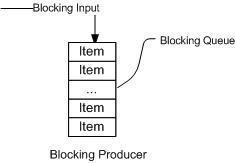 Blocking Input
Item
Item
...
Item
Item
Blocking Queue
Blocking Producer